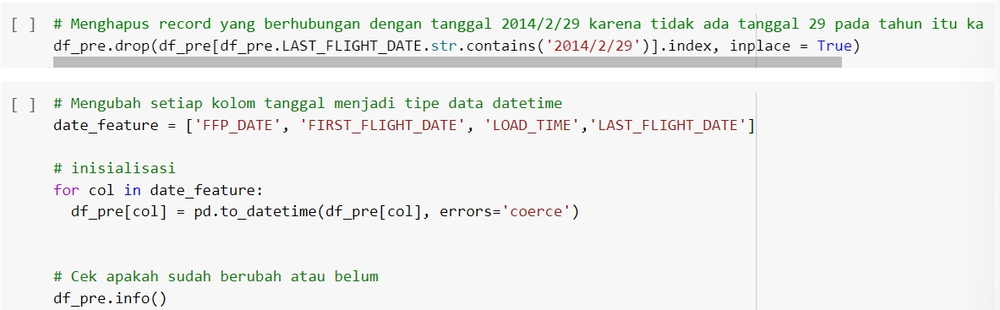 [ ] # Menghapus record yang berhubungan dengan tanggal 2014/2/29 karena tidak ada tanggal 29 pada tahun itu ka
df_pre.drop(df_pre[df_pre.LAST_FLIGHT_DATE.str.contains('2014/2/29')].index, inplace = True)
[ ] # Mengubah setiap kolom tanggal menjadi tipe data datetime
date_feature = ['FFP_DATE', 'FIRST_FLIGHT_DATE', 'LOAD_TIME','LAST_FLIGHT_DATE']
# inisialisasi
for col in date_feature:
  df_pre[col] = pd.to_datetime(df_pre[col], errors='coerce')
# Cek apakah sudah berubah atau belum
df_pre.info()